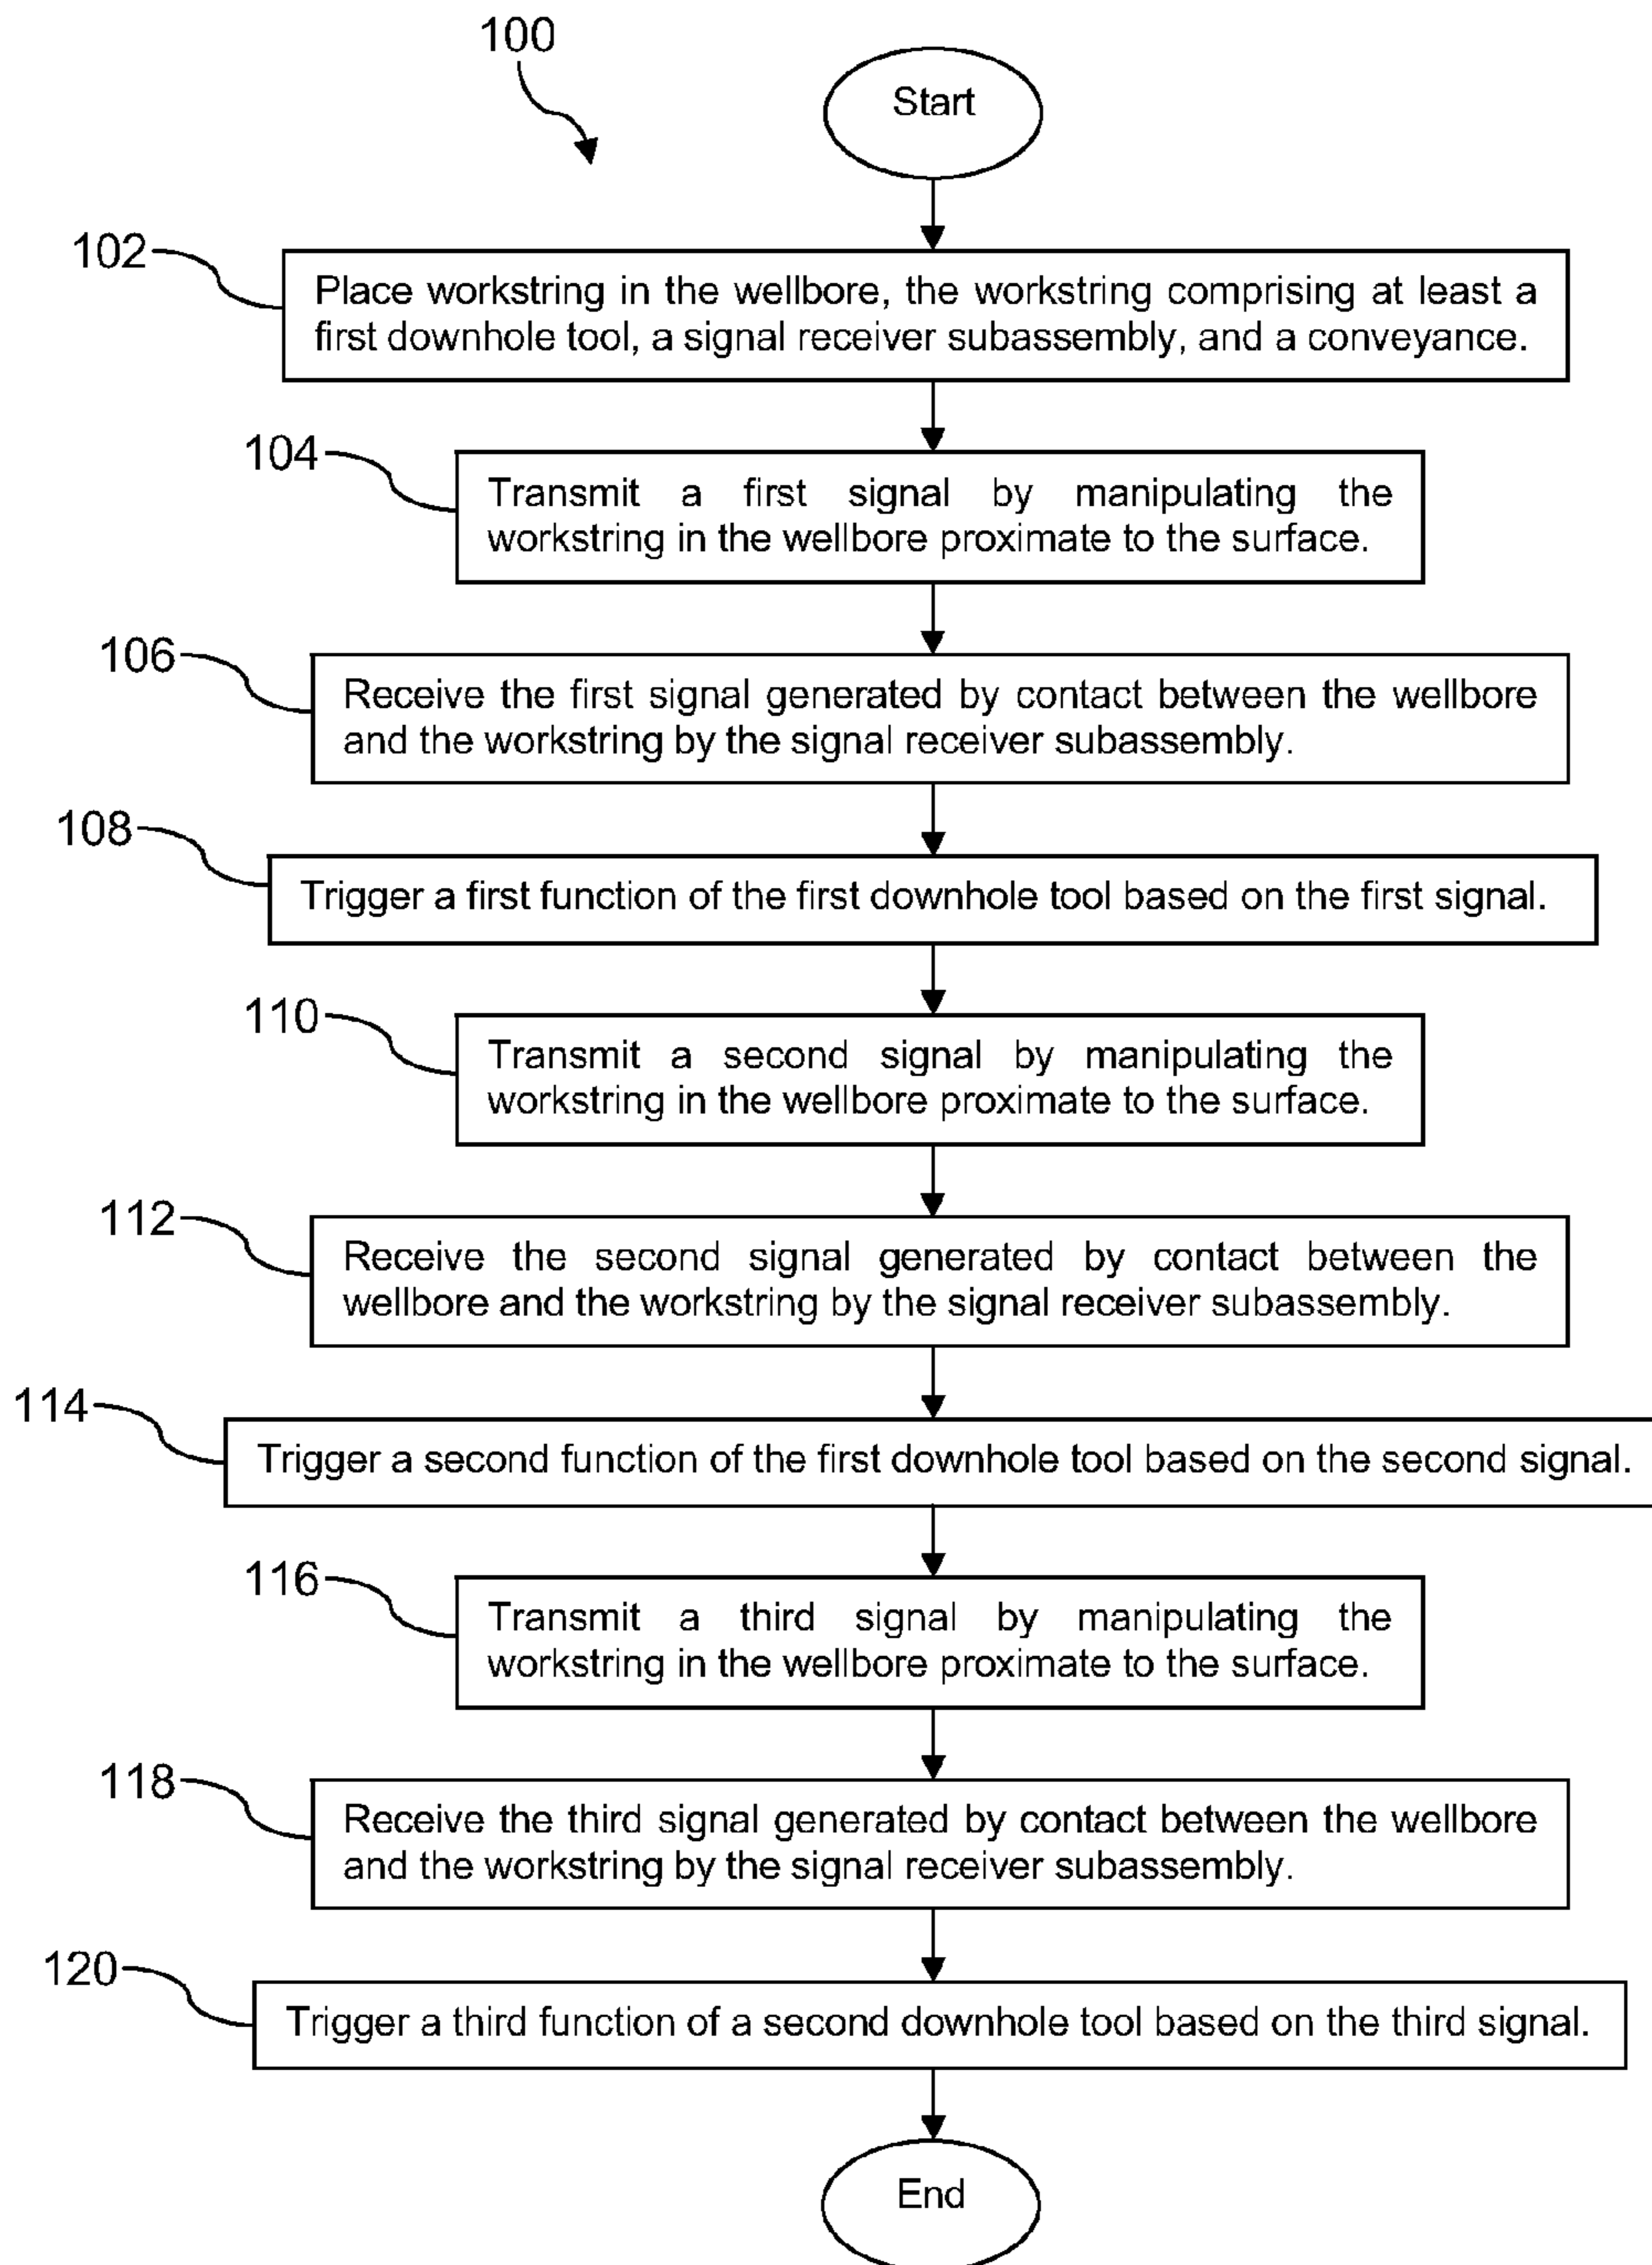 100
Start
102
Place workstring in the wellbore, the workstring comprising at least a
first downhole tool, a signal receiver subassembly, and a conveyance.
104
Transmit a first signal by manipulating the
workstring in the wellbore proximate to the surface.
106
Receive the first signal generated by contact between the wellbore
and the workstring by the signal receiver subassembly.
108
Trigger a first function of the first downhole tool based on the first signal.
110
Transmit a second signal by manipulating the
workstring in the wellbore proximate to the surface.
112
Receive the second signal generated by contact between the
wellbore and the workstring by the signal receiver subassembly.
114
Trigger a second function of the first downhole tool based on the second signal.
116
Transmit a third signal by manipulating the
workstring in the wellbore proximate to the surface.
118
Receive the third signal generated by contact between the wellbore
and the workstring by the signal receiver subassembly.
120
Trigger a third function of a second downhole tool based on the third signal.
End